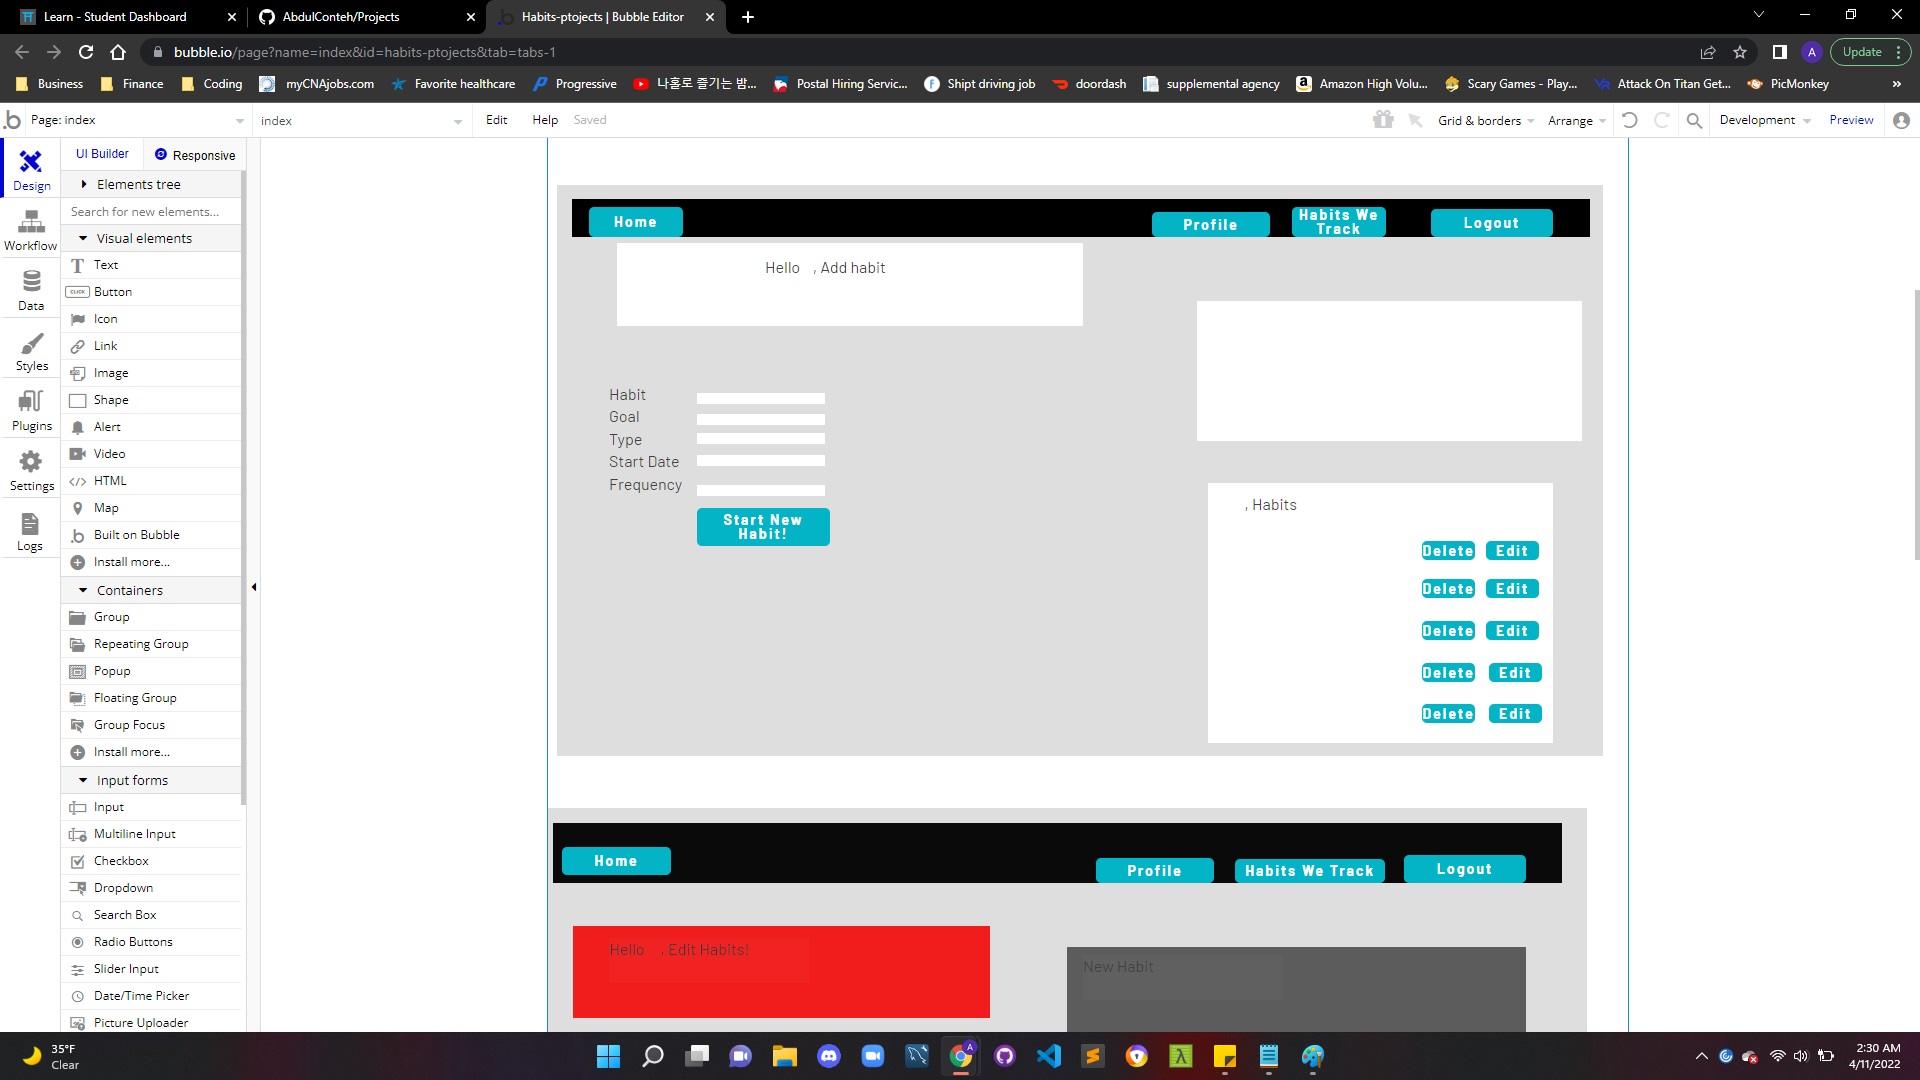 Learn - Student Dashboard
AbdulConteh/Projects
Habits-ptojects | Bubble Editor
bubble.io/page?name=index&id=habits-ptojects&tab=tabs-1
A
Update
Business
Finance
Coding
myCNAjobs.com
Favorite healthcare
Progressive
나홀로 즐기는 밤...
Postal Hiring Servic...
Shipt driving job
doordash
supplemental agency
Amazon High Volu...
Scary Games - Play...
Attack On Titan Get...
PicMonkey
»
.b
Page: index
index
Edit
Help
Saved
Grid & borders
Arrange
Development
Preview
Design
Workflow
Data
Styles
Plugins
Settings
Logs
UI Builder
Responsive
Elements tree
Search for new elements...
Visual elements
Text
CLICK
Button
Icon
Link
Image
Shape
Alert
Video
HTML
Map
Built on Bubble
Install more...
Containers
Group
Repeating Group
Popup
Floating Group
Group Focus
Install more...
Input forms
Input
Multiline Input
Checkbox
Dropdown
Search Box
Radio Buttons
Slider Input
Date/Time Picker
Picture Uploader
Home
Profile
Habits We
Track
Logout
Hello , Add habit
Habit
Goal
Type
Start Date
Frequency
Start New
Habit!
, Habits
Delete Edit
Delete Edit
Delete Edit
Delete Edit
Delete Edit
Home
Profile
Habits We Track
Logout
Hello , Edit Habits!
New Habit
35°F
Clear
A
2:30 AM
4/11/2022